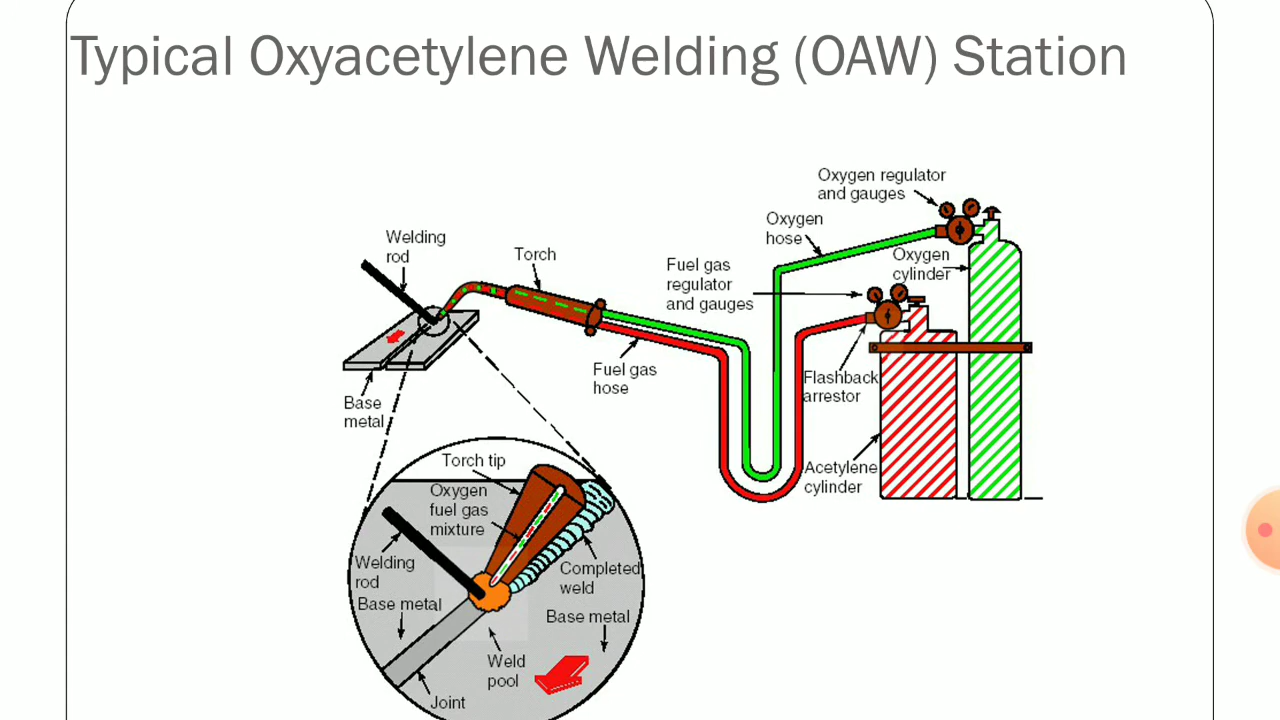 Typical Oxyacetylene Welding (OAW) Station
Oxygen regulator
and gauges
Oxygen
hose
Welding
rod
Torch
Fuel gas
regulator
and gauges
Oxygen
cylinder
Fuel gas
hose
Flashback
arrestor
Base
metal
Acetylene
cylinder
Torch tip
Oxygen
fuel gas
mixture
Welding
rod
Completed
weld
Base metal
Base metal
Weld
pool
Joint